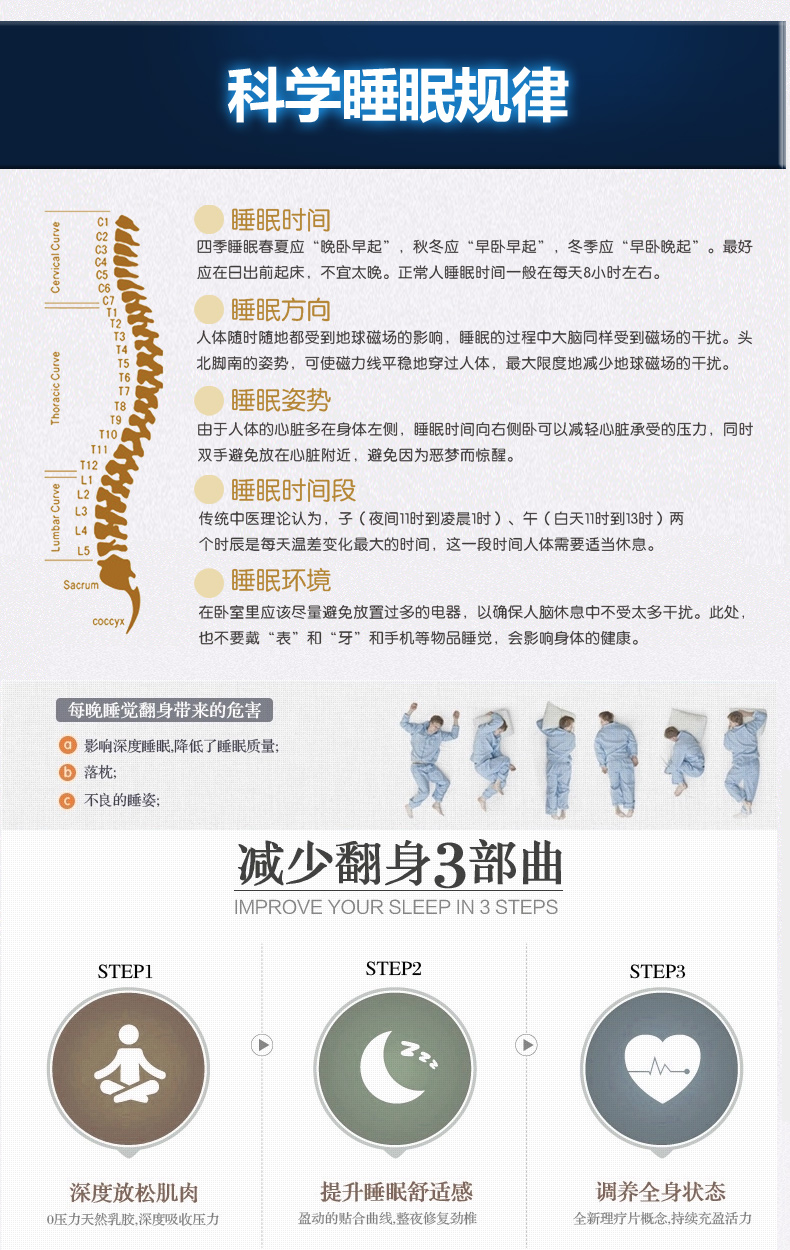 科学睡眠规律
Cervical Curve
C1
C2
C3
C4
C5
C6
C7
Thoracic Curve
T1
T2
T3
T4
T5
T6
T7
T8
T9
T10
T11
T12
Lumbar Curve
L1
L2
L3
L4
L5
Sacrum
coccyx
睡眠时间
四季睡眠春夏应“晚卧早起”，秋冬应“早卧早起”，冬季应“早卧晚起”。最好
应在日出前起床，不宜太晚。正常人睡眠时间一般在每天8小时左右。
睡眠方向
人体随时随地都受到地球磁场的影响，睡眠的过程中大脑同样受到磁场的干扰。头
北脚南的姿势，可使磁力线平稳地穿过人体，最大限度地减少地球磁场的干扰。
睡眠姿势
由于人体的心脏多在身体左侧，睡眠时间向右侧卧可以减轻心脏承受的压力，同时
双手避免放在心脏附近，避免因为恶梦而惊醒。
睡眠时间段
传统中医理论认为，子（夜间11时到凌晨1时）、午（白天11时到13时）两
个时辰是每天温差变化最大的时间，这一段时间人体需要适当休息。
睡眠环境
在卧室里应该尽量避免放置过多的电器，以确保人脑休息中不受太多干扰。此处，
也不要戴“表”和“牙”和手机等物品睡觉，会影响身体的健康。
每晚睡觉翻身带来的危害
a 影响深度睡眠,降低了睡眠质量;
b 落枕;
c 不良的睡姿;
减少翻身3部曲
IMPROVE YOUR SLEEP IN 3 STEPS
STEP1
STEP2
STEP3
zzz
深度放松肌肉
0压力天然乳胶,深度吸收压力
提升睡眠舒适感
盈动的贴合曲线,整夜修复劲椎
调养全身状态
全新理疗片概念,持续充盈活力